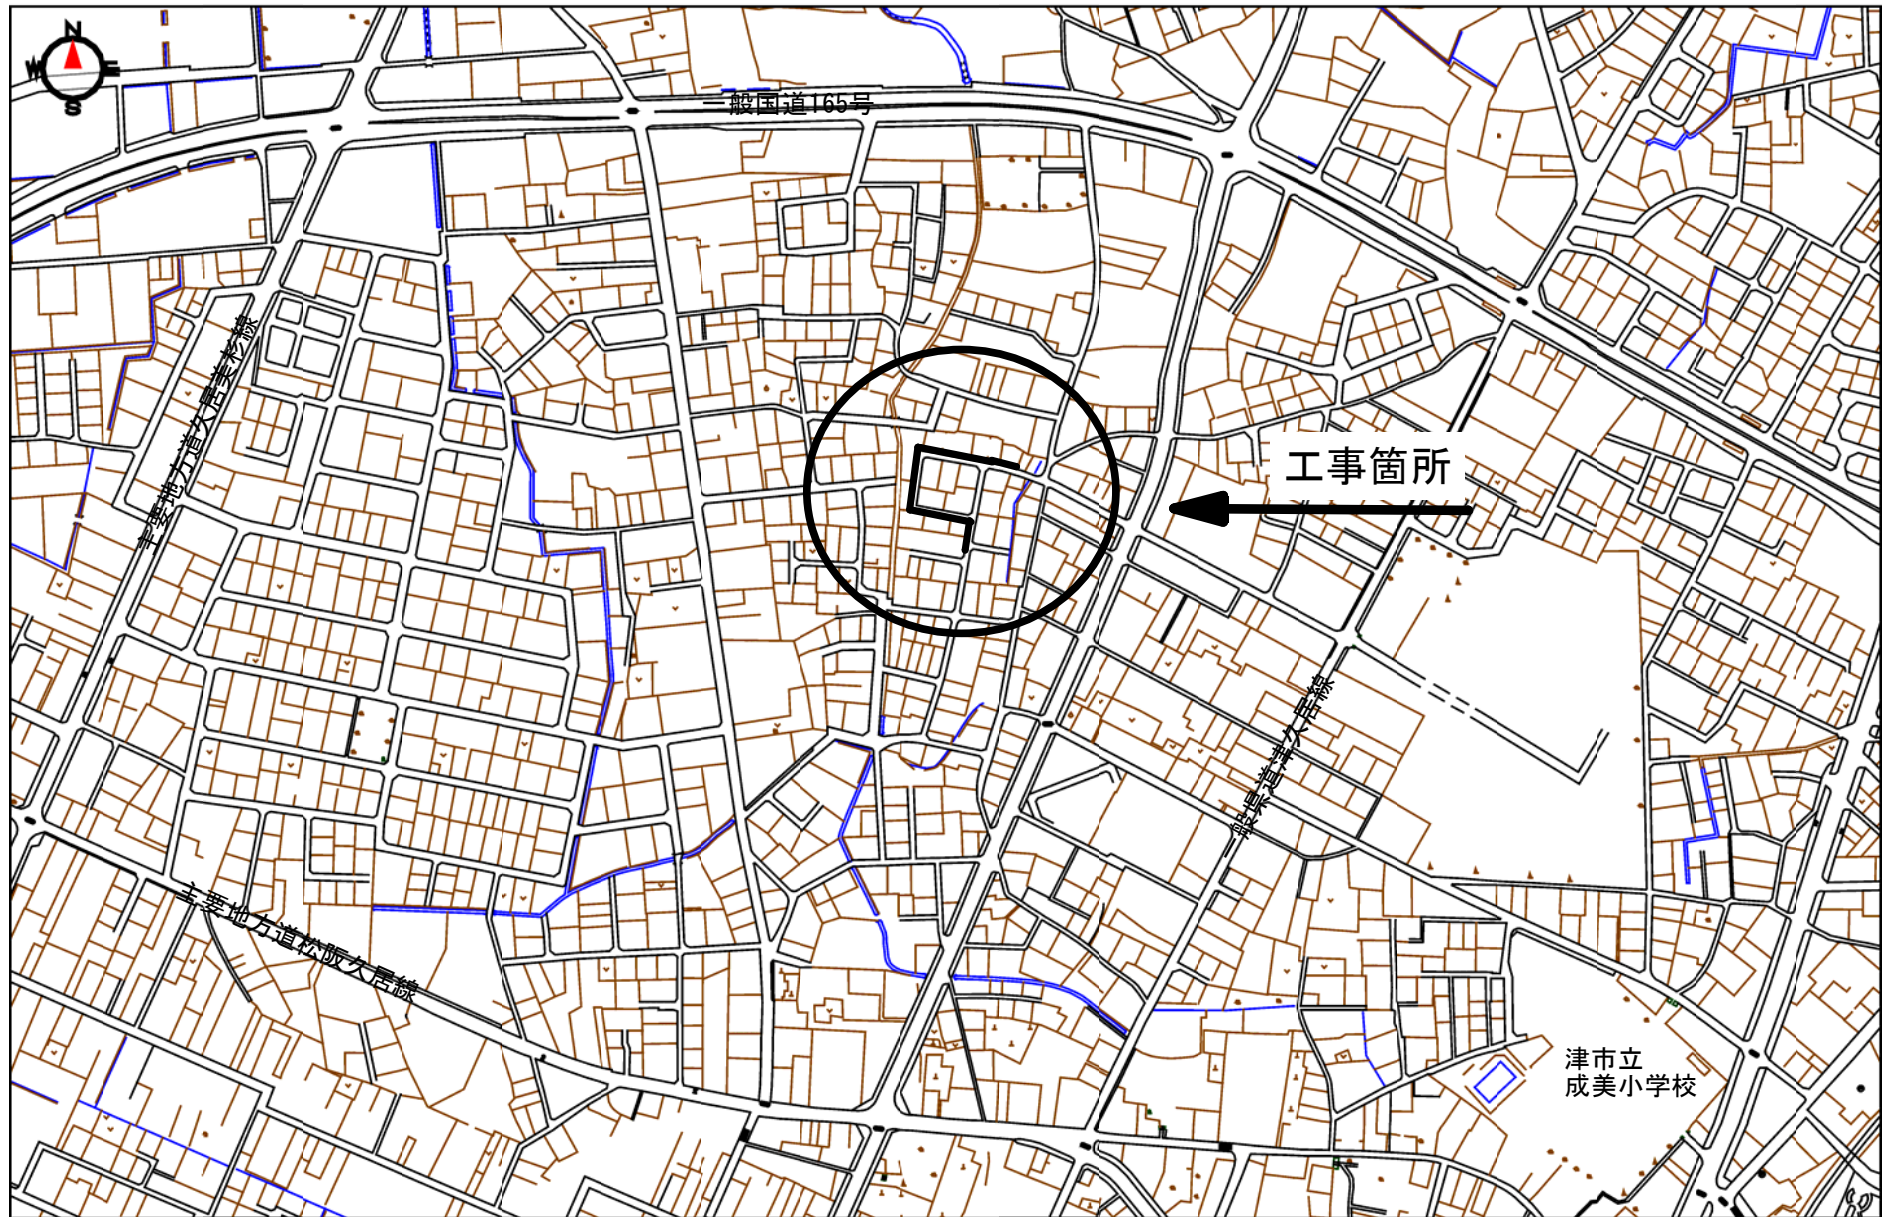 N
W E
S
一般国道165号
主要地方道久居美杉線
工事箇所
一般県道津久居線
主要地方道松阪久居線
津市立
成美小学校